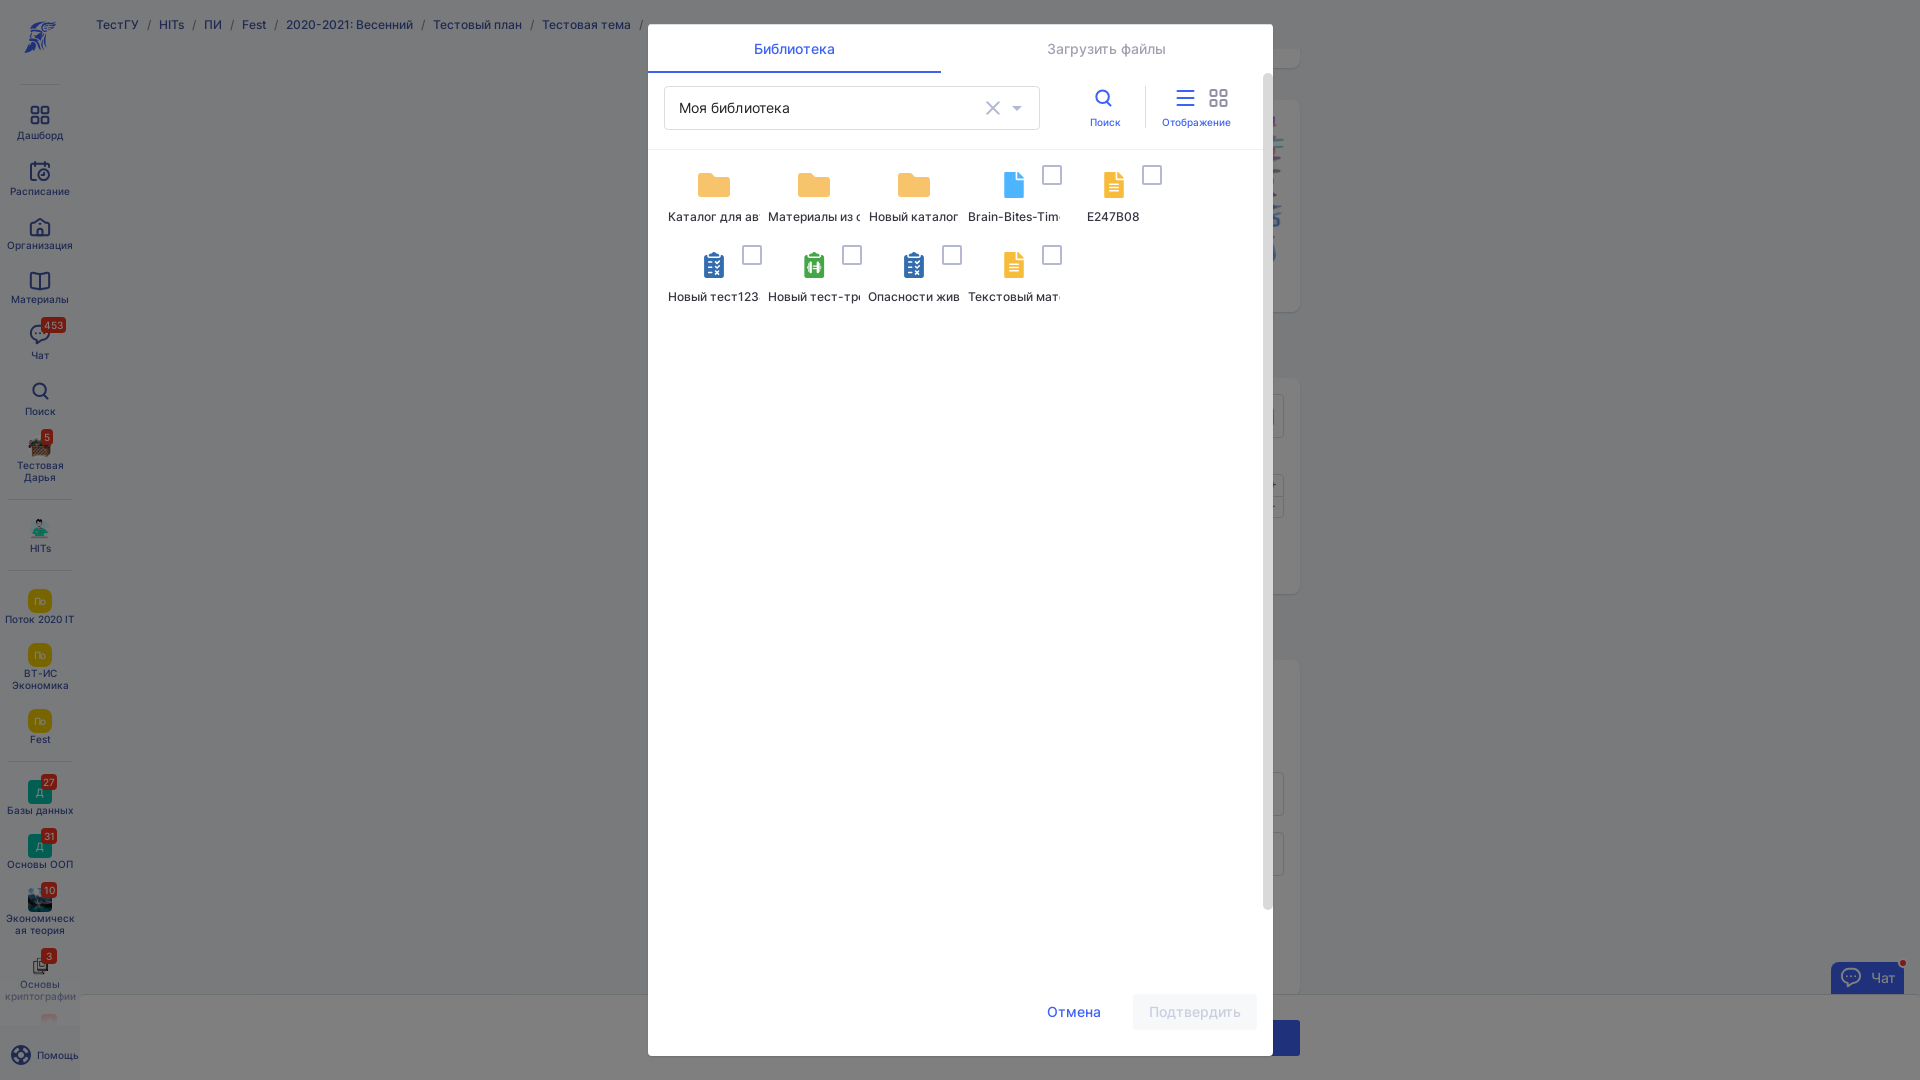 ТестГУ / HITs / ПИ / Fest / 2020-2021: Весенний / Тестовый план / Тестовая тема /
Дашборд
Расписание
Организация
Материалы
453
Чат
Поиск
5
Тестовая
Дарья
HITs
По
Поток 2020 IT
По
ВТ-ИС
Экономика
По
Fest
27
Д
Базы данных
31
Д
Основы ООП
10
Экономическ
ая теория
3
Основы
криптографии
Помощь
Библиотека
Загрузить файлы
Моя библиотека
Поиск
Отображение
Каталог для ав
Материалы из
Новый каталог
Brain-Bites-Tim
E247B08
Новый тест123
Новый тест-тр
Опасности жив
Текстовый мат
Отмена
Подтвердить
Чат